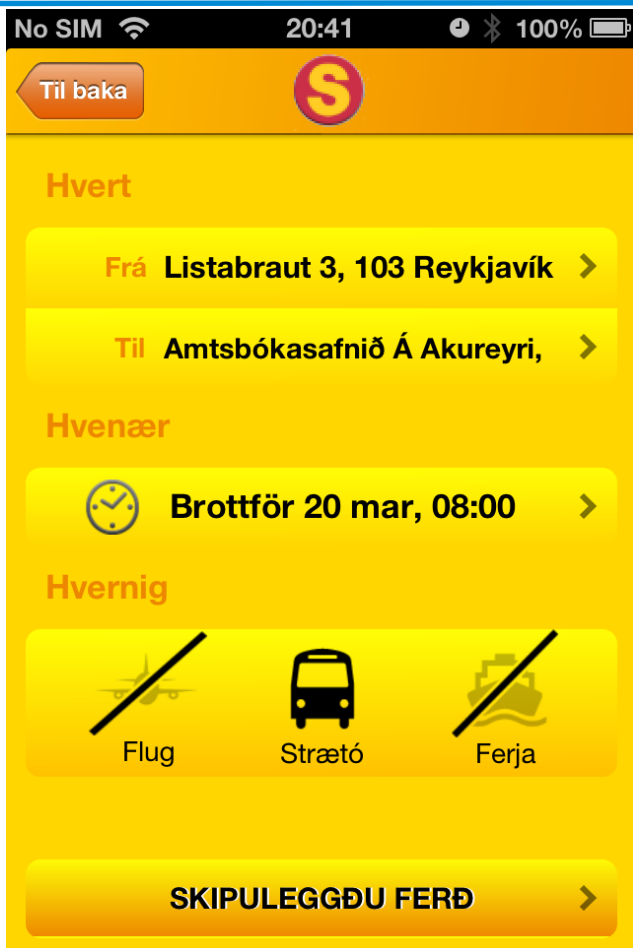 No SIM 20:41 100%
Til baka S
Hvert
Frá Listabraut 3, 103 Reykjavík
Til Amtsbókasafnið Á Akureyri,
Hvenær
Brottför 20 mar, 08:00
Hvernig
Flug Strætó Ferja
SKIPULEGGÐU FERÐ